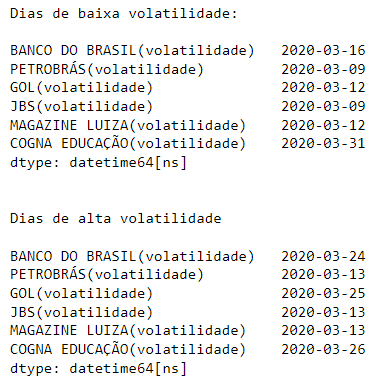 Dias de baixa volatilidade:
BANCO DO BRASIL(volatilidade) 2020-03-16
PETROBRÁS(volatilidade) 2020-03-09
GOL(volatilidade) 2020-03-12
JBS(volatilidade) 2020-03-09
MAGAZINE LUIZA(volatilidade) 2020-03-12
COGNA EDUCAÇÃO(volatilidade) 2020-03-31
dtype: datetime64[ns]
Dias de alta volatilidade
BANCO DO BRASIL(volatilidade) 2020-03-24
PETROBRÁS(volatilidade) 2020-03-13
GOL(volatilidade) 2020-03-25
JBS(volatilidade) 2020-03-13
MAGAZINE LUIZA(volatilidade) 2020-03-13
COGNA EDUCAÇÃO(volatilidade) 2020-03-26
dtype: datetime64[ns]